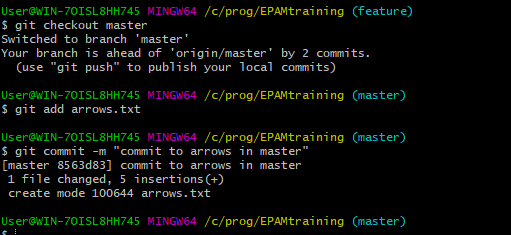 User@WIN-7OISL8HH745 MINGW64 /c/prog/EPAMtraining (feature)
$ git checkout master
Switched to branch 'master'
Your branch is ahead of 'origin/master' by 2 commits.
  (use "git push" to publish your local commits)
User@WIN-7OISL8HH745 MINGW64 /c/prog/EPAMtraining (master)
$ git add arrows.txt
User@WIN-7OISL8HH745 MINGW64 /c/prog/EPAMtraining (master)
$ git commit -m "commit to arrows in master"
[master 8563d83] commit to arrows in master
 1 file changed, 5 insertions(+)
 create mode 100644 arrows.txt
User@WIN-7OISL8HH745 MINGW64 /c/prog/EPAMtraining (master)
$